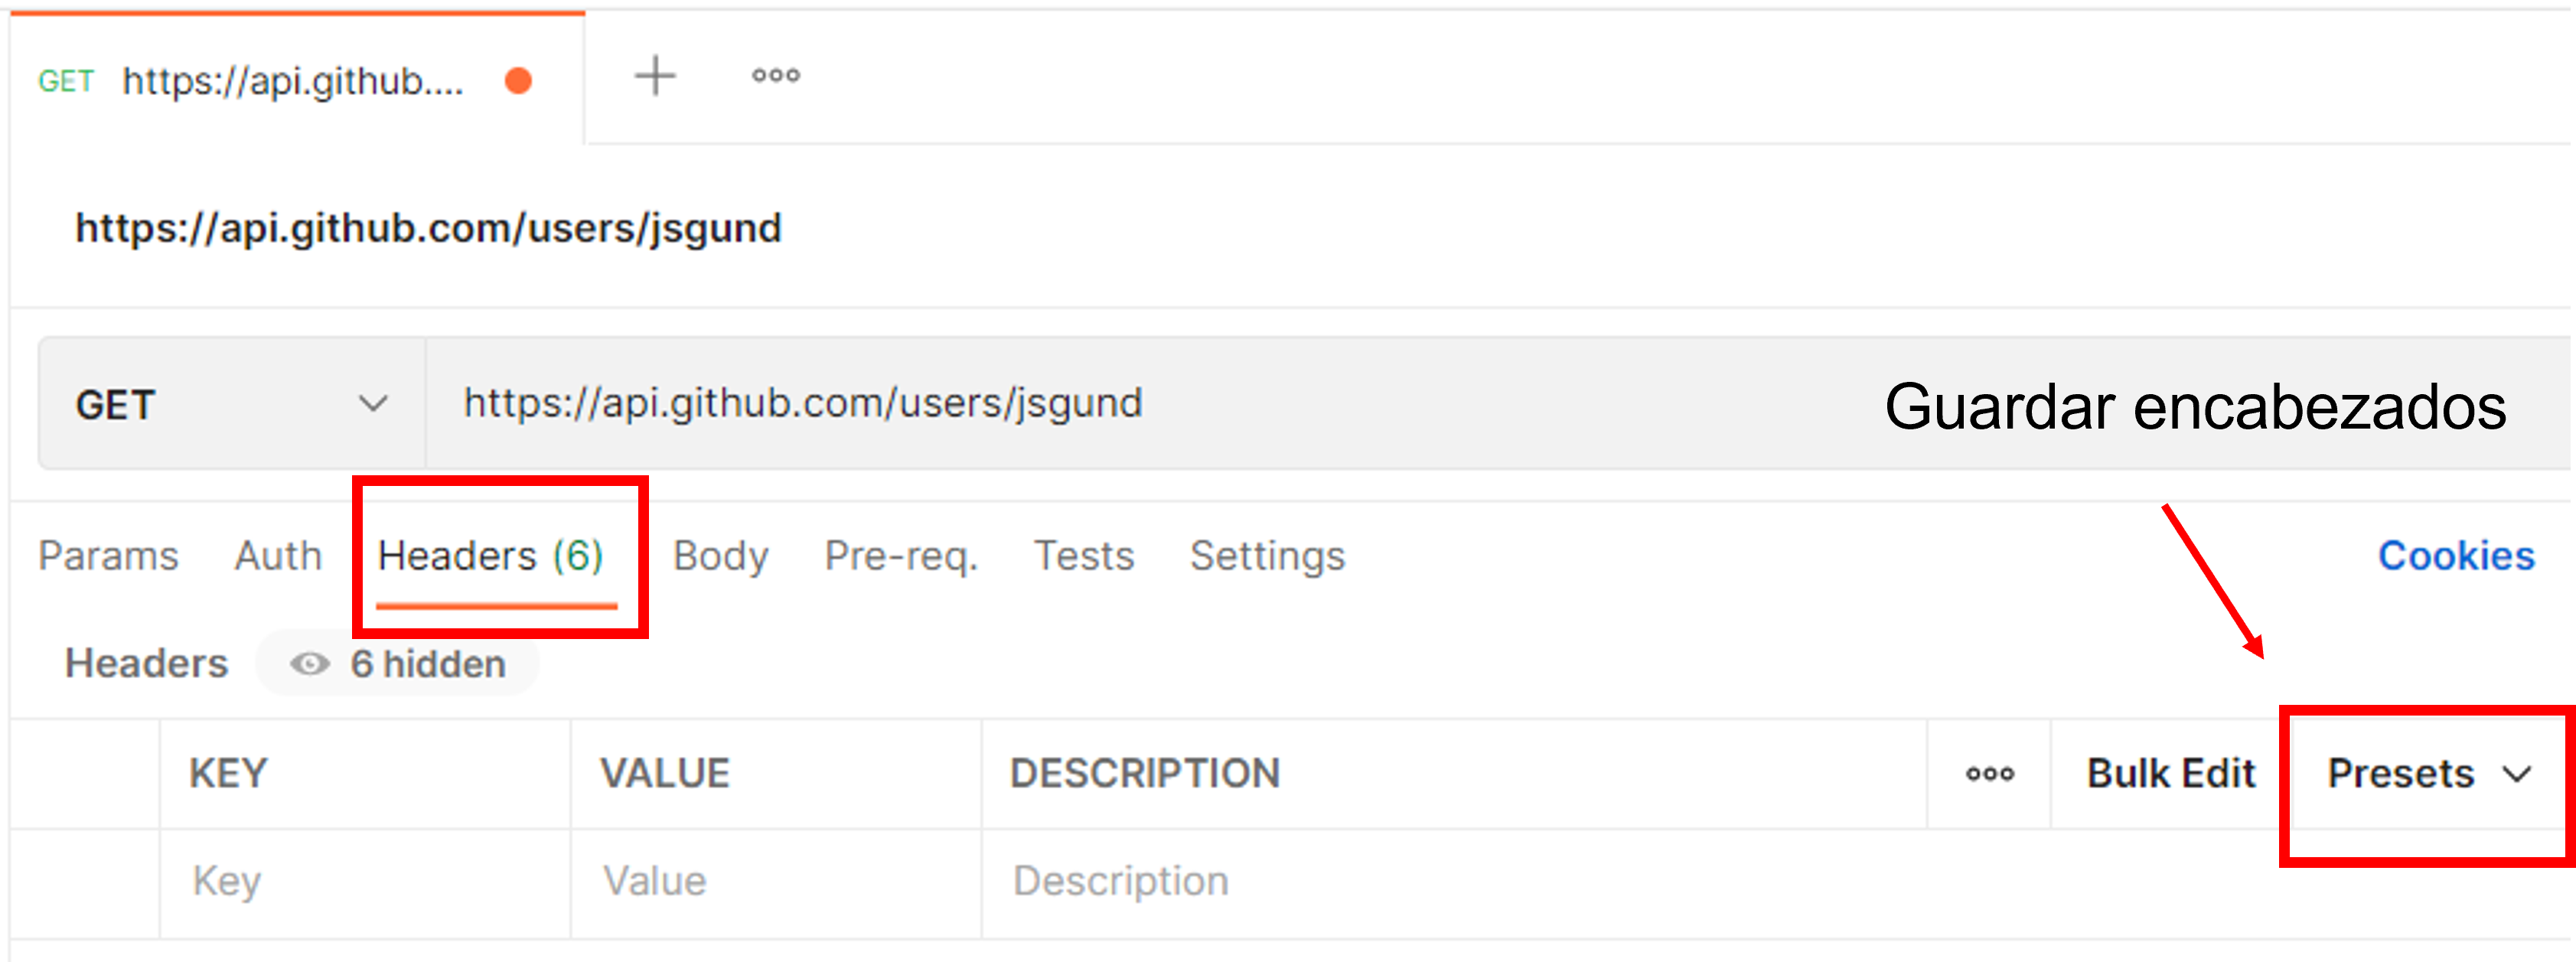 GET https://api.github....
https://api.github.com/users/jsgund
GET https://api.github.com/users/jsgund
Guardar encabezados
Params Auth Headers (6) Body Pre-req. Tests Settings Cookies
Headers 6 hidden
KEY VALUE DESCRIPTION Bulk Edit Presets
Key Value Description